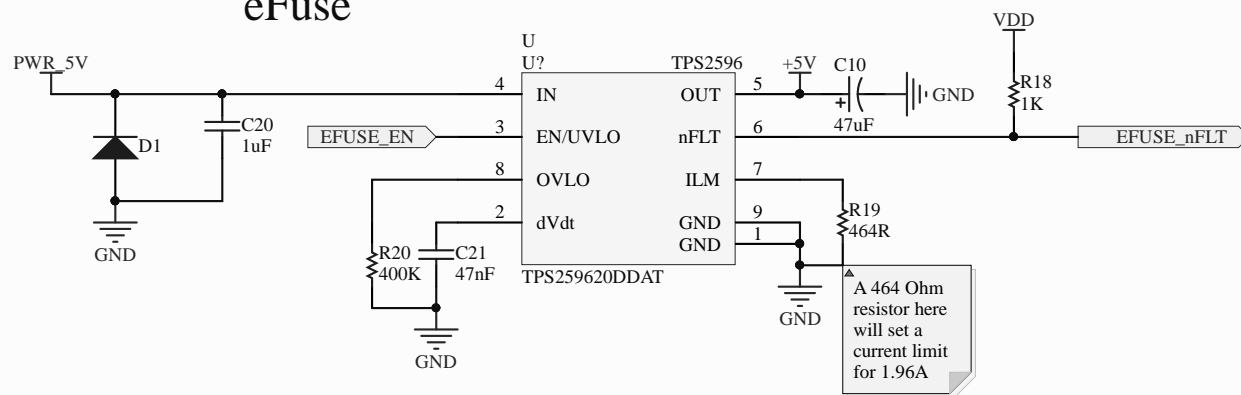 eFuse
PWR_5V
D1
C20
1uF
GND
EFUSE_EN
R20
400K
C21
47nF
GND
U
U?
TPS2596
4
IN
3
EN/UVLO
8
OVLO
2
dVdt
OUT
5
nFLT
6
ILM
7
GND
9
GND
1
TPS259620DDAT
+5V
C10
+
47uF
GND
VDD
R18
1K
EFUSE_nFLT
R19
464R
GND
A 464 Ohm
resistor here
will set a
current limit
for 1.96A